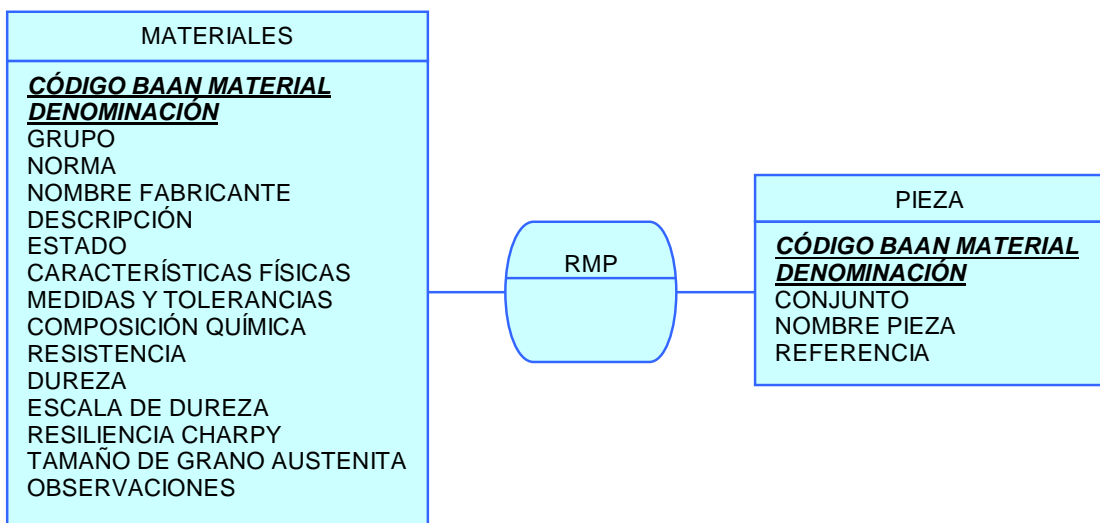 MATERIALES
CÓDIGO BAAN MATERIAL
DENOMINACIÓN
GRUPO
NORMA
NOMBRE FABRICANTE
DESCRIPCIÓN
ESTADO
CARACTERÍSTICAS FÍSICAS
MEDIDAS Y TOLERANCIAS
COMPOSICIÓN QUÍMICA
RESISTENCIA
DUREZA
ESCALA DE DUREZA
RESILIENCIA CHARPY
TAMAÑO DE GRANO AUSTENITA
OBSERVACIONES
RMP
PIEZA
CÓDIGO BAAN MATERIAL
DENOMINACIÓN
CONJUNTO
NOMBRE PIEZA
REFERENCIA